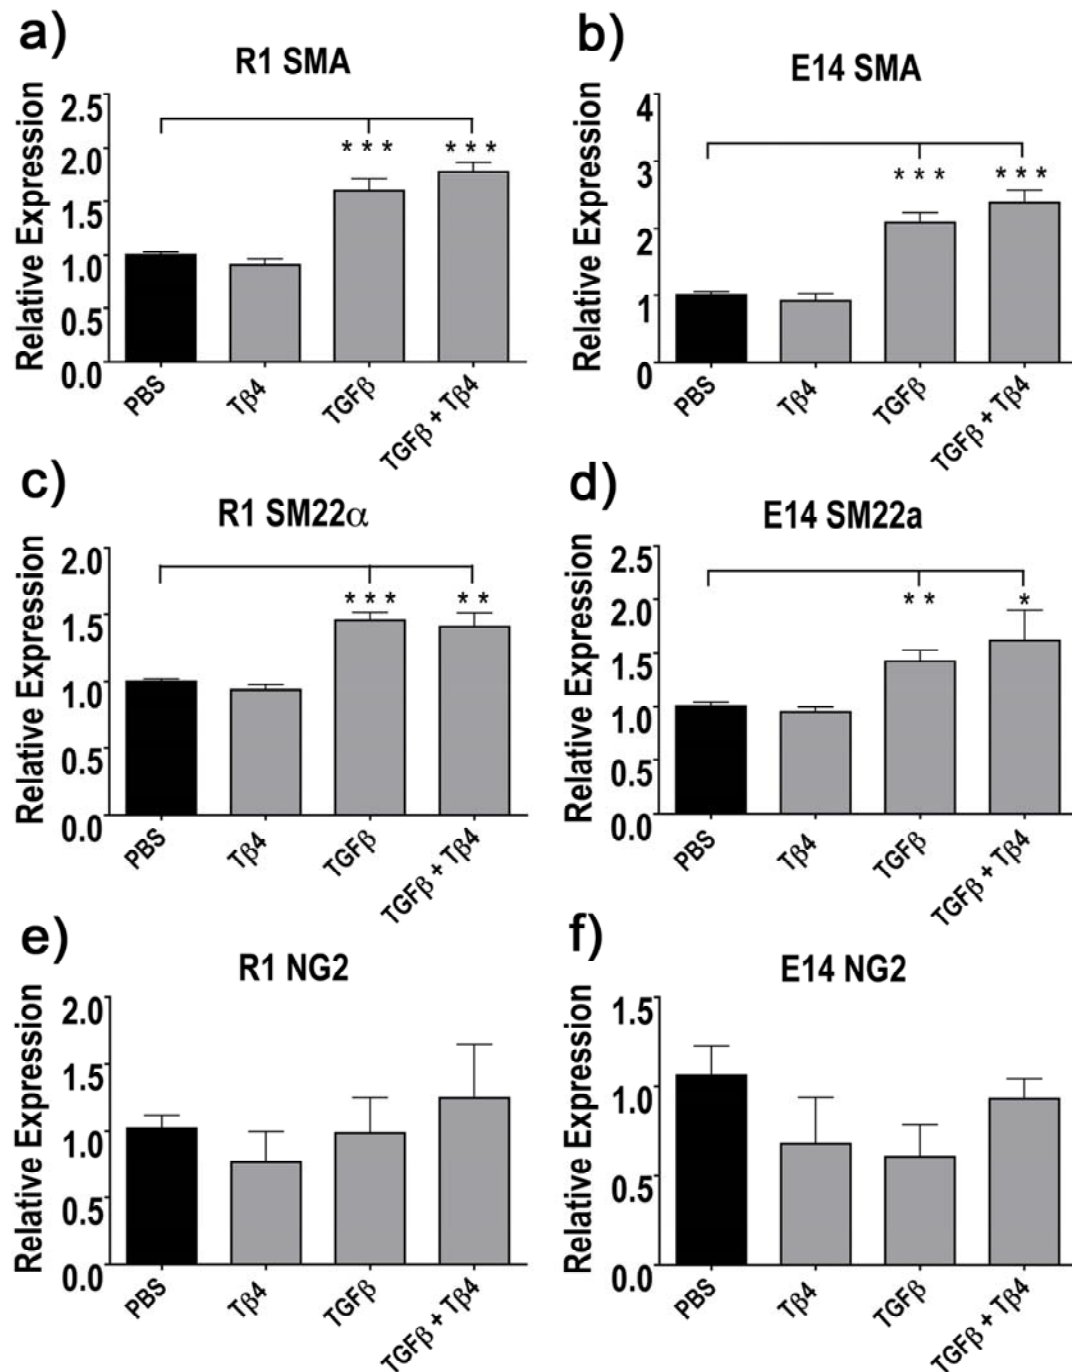 a)
R1 SMA
Relative Expression
2.5
2.0
1.5
1.0
0.5
0.0
***
***
PBS
Tβ4
TGFβ
TGFβ + Tβ4
b)
E14 SMA
Relative Expression
4
3
2
1
0
***
***
PBS
Tβ4
TGFβ
TGFβ + Tβ4
c)
R1 SM22α
Relative Expression
2.0
1.5
1.0
0.5
0.0
***
**
PBS
Tβ4
TGFβ
TGFβ + Tβ4
d)
E14 SM22a
Relative Expression
2.5
2.0
1.5
1.0
0.5
0.0
**
*
PBS
Tβ4
TGFβ
TGFβ + Tβ4
e)
R1 NG2
Relative Expression
2.0
1.5
1.0
0.5
0.0
PBS
Tβ4
TGFβ
TGFβ + Tβ4
f)
E14 NG2
Relative Expression
1.5
1.0
0.5
0.0
PBS
Tβ4
TGFβ
TGFβ + Tβ4